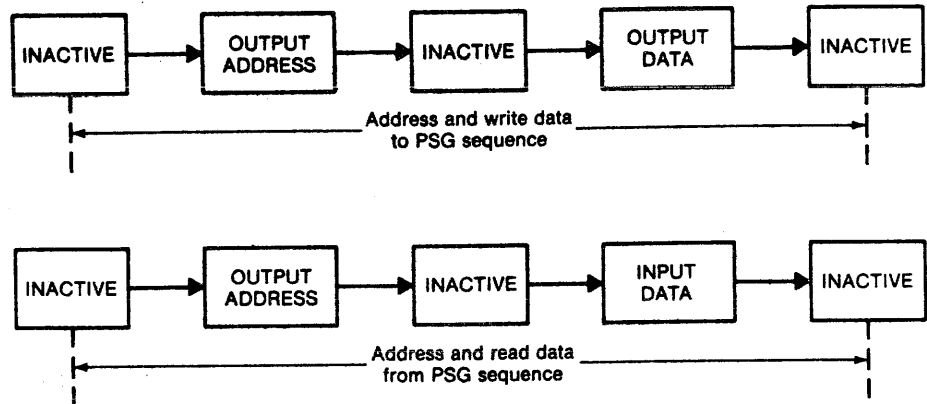 INACTIVE
OUTPUT
ADDRESS
INACTIVE
OUTPUT
DATA
INACTIVE
Address and write data
to PSG sequence
INACTIVE
OUTPUT
ADDRESS
INACTIVE
INPUT
DATA
INACTIVE
Address and read data
from PSG sequence